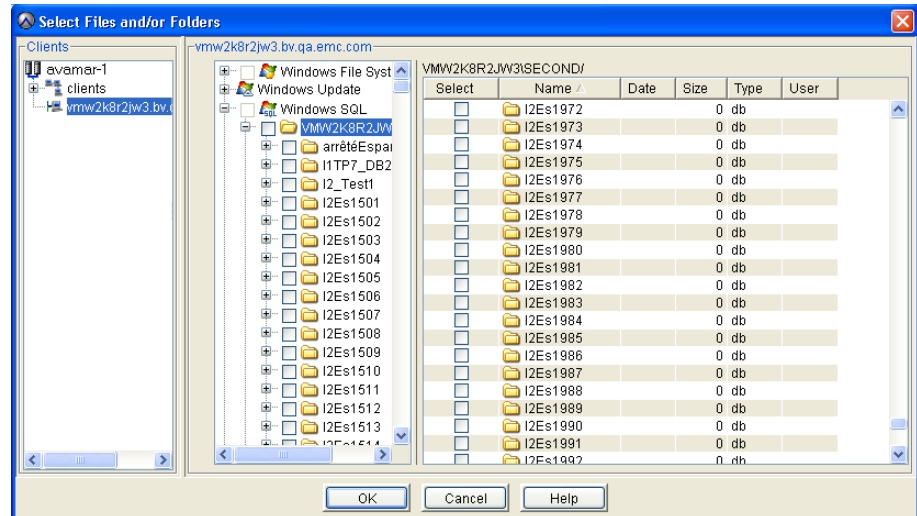 Select Files and/or Folders
Clients
avamar-1
clients
vmw2k8r2jw3.bv.
vmw2k8r2jw3.bv.qa.emc.com
Windows File Syst
Windows Update
Windows SQL
VMW2K8R2JW
arrêtéEspa
I1TP7_DB2
I2_Test1
I2Es1501
I2Es1502
I2Es1503
I2Es1504
I2Es1505
I2Es1506
I2Es1507
I2Es1508
I2Es1509
I2Es1510
I2Es1511
I2Es1512
I2Es1513
I2Es1514
VMW2K8R2JW3\SECOND/
Select Name Date Size Type User
I2Es1972 0 db
I2Es1973 0 db
I2Es1974 0 db
I2Es1975 0 db
I2Es1976 0 db
I2Es1977 0 db
I2Es1978 0 db
I2Es1979 0 db
I2Es1980 0 db
I2Es1981 0 db
I2Es1982 0 db
I2Es1983 0 db
I2Es1984 0 db
I2Es1985 0 db
I2Es1986 0 db
I2Es1987 0 db
I2Es1988 0 db
I2Es1989 0 db
I2Es1990 0 db
I2Es1991 0 db
I2Es1992 0 db
OK Cancel Help